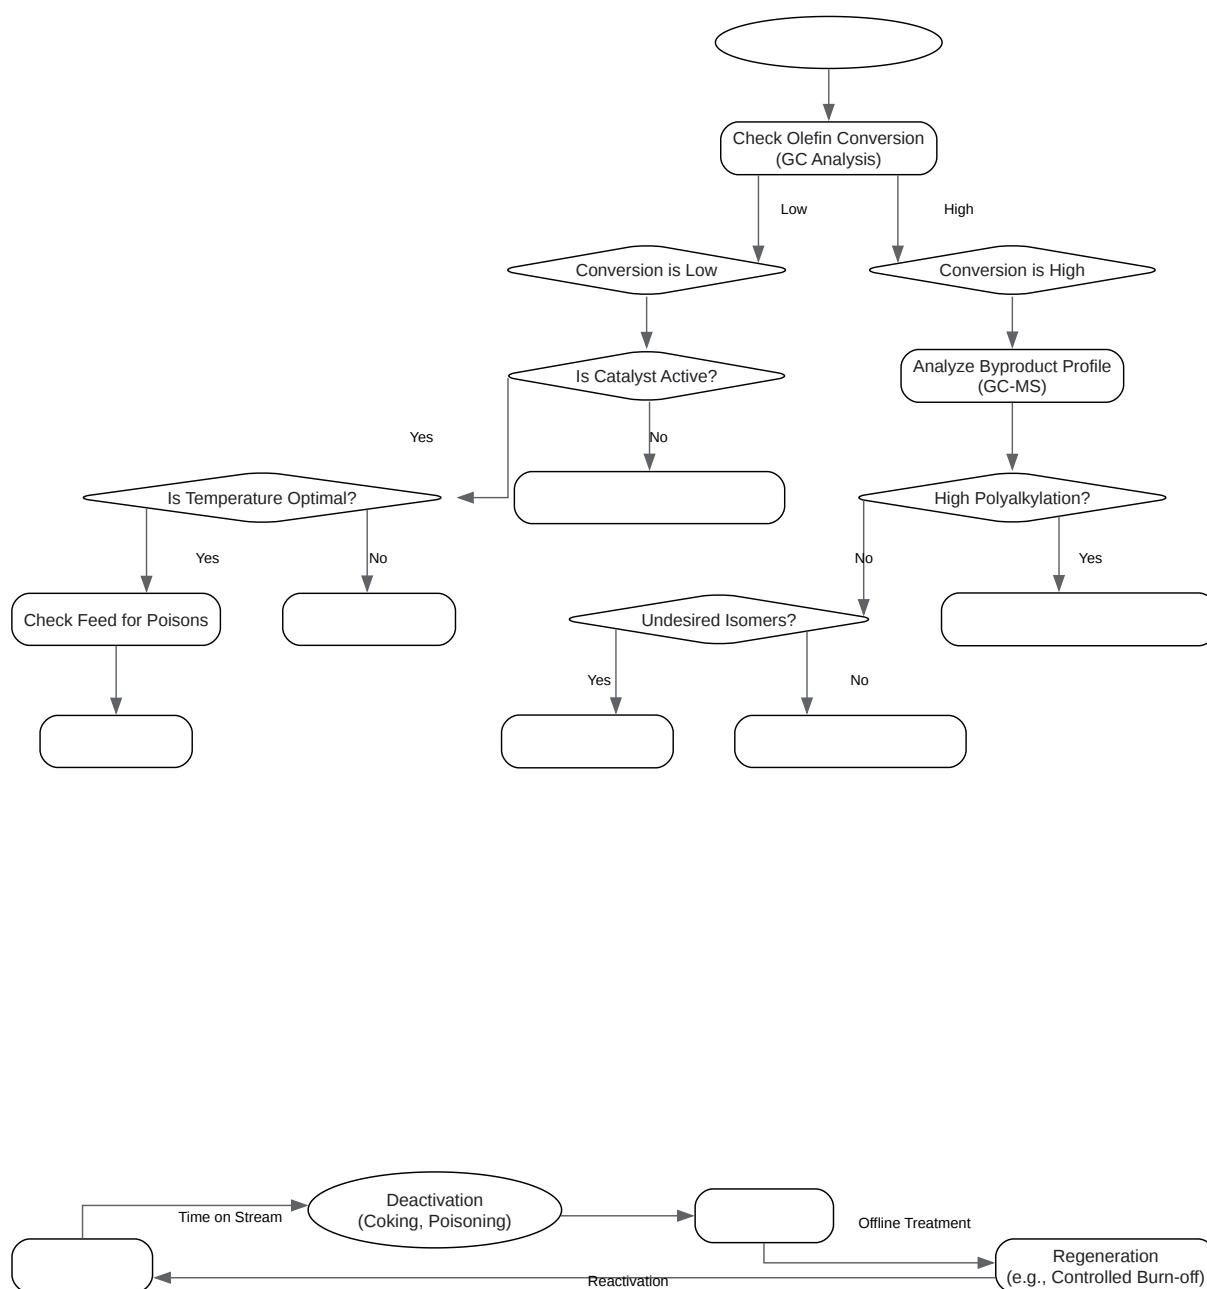 Check Olefin Conversion
(GC Analysis)
Low
High
Conversion is Low
Conversion is High
Is Catalyst Active?
Analyze Byproduct Profile
(GC-MS)
Yes
No
Is Temperature Optimal?
High Polyalkylation?
Yes
No
No
Yes
Check Feed for Poisons
Undesired Isomers?
Yes
No
Deactivation
(Coking, Poisoning)
Time on Stream
Offline Treatment
Regeneration
(e.g., Controlled Burn-off)
Reactivation